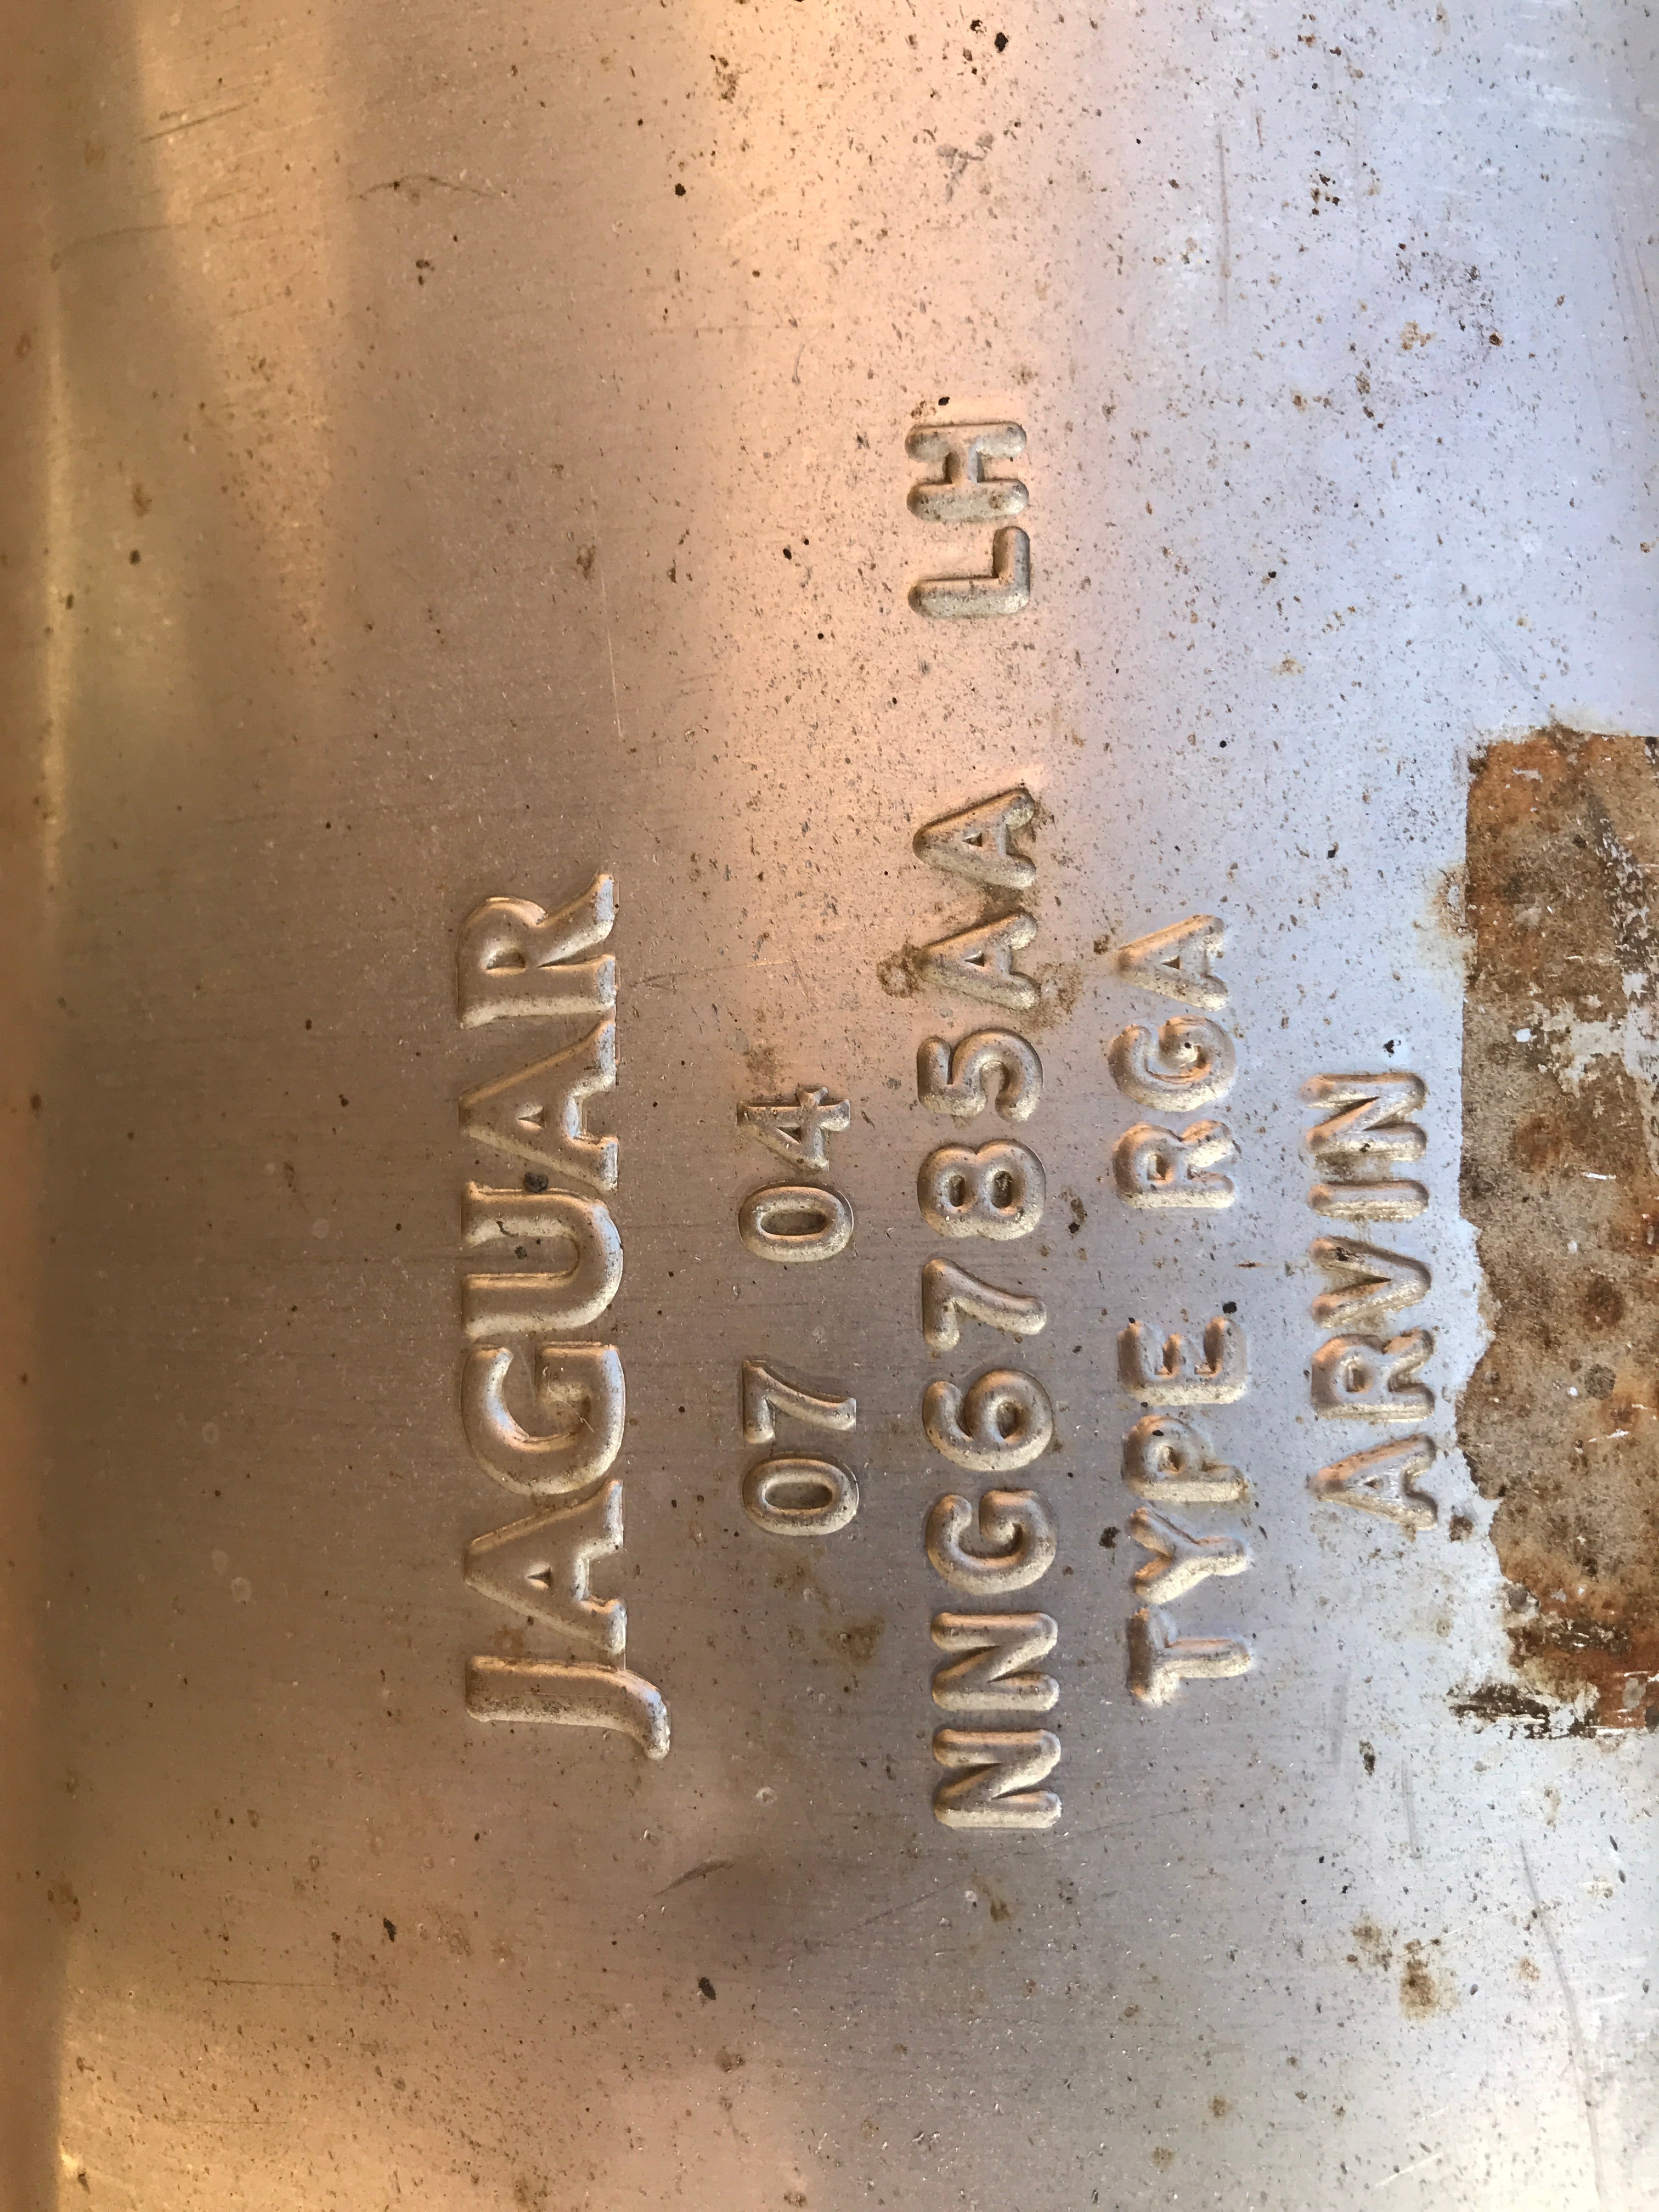 JAGUAR
07 04
NNG6785AA LH
TYPE RGA
ARVIN